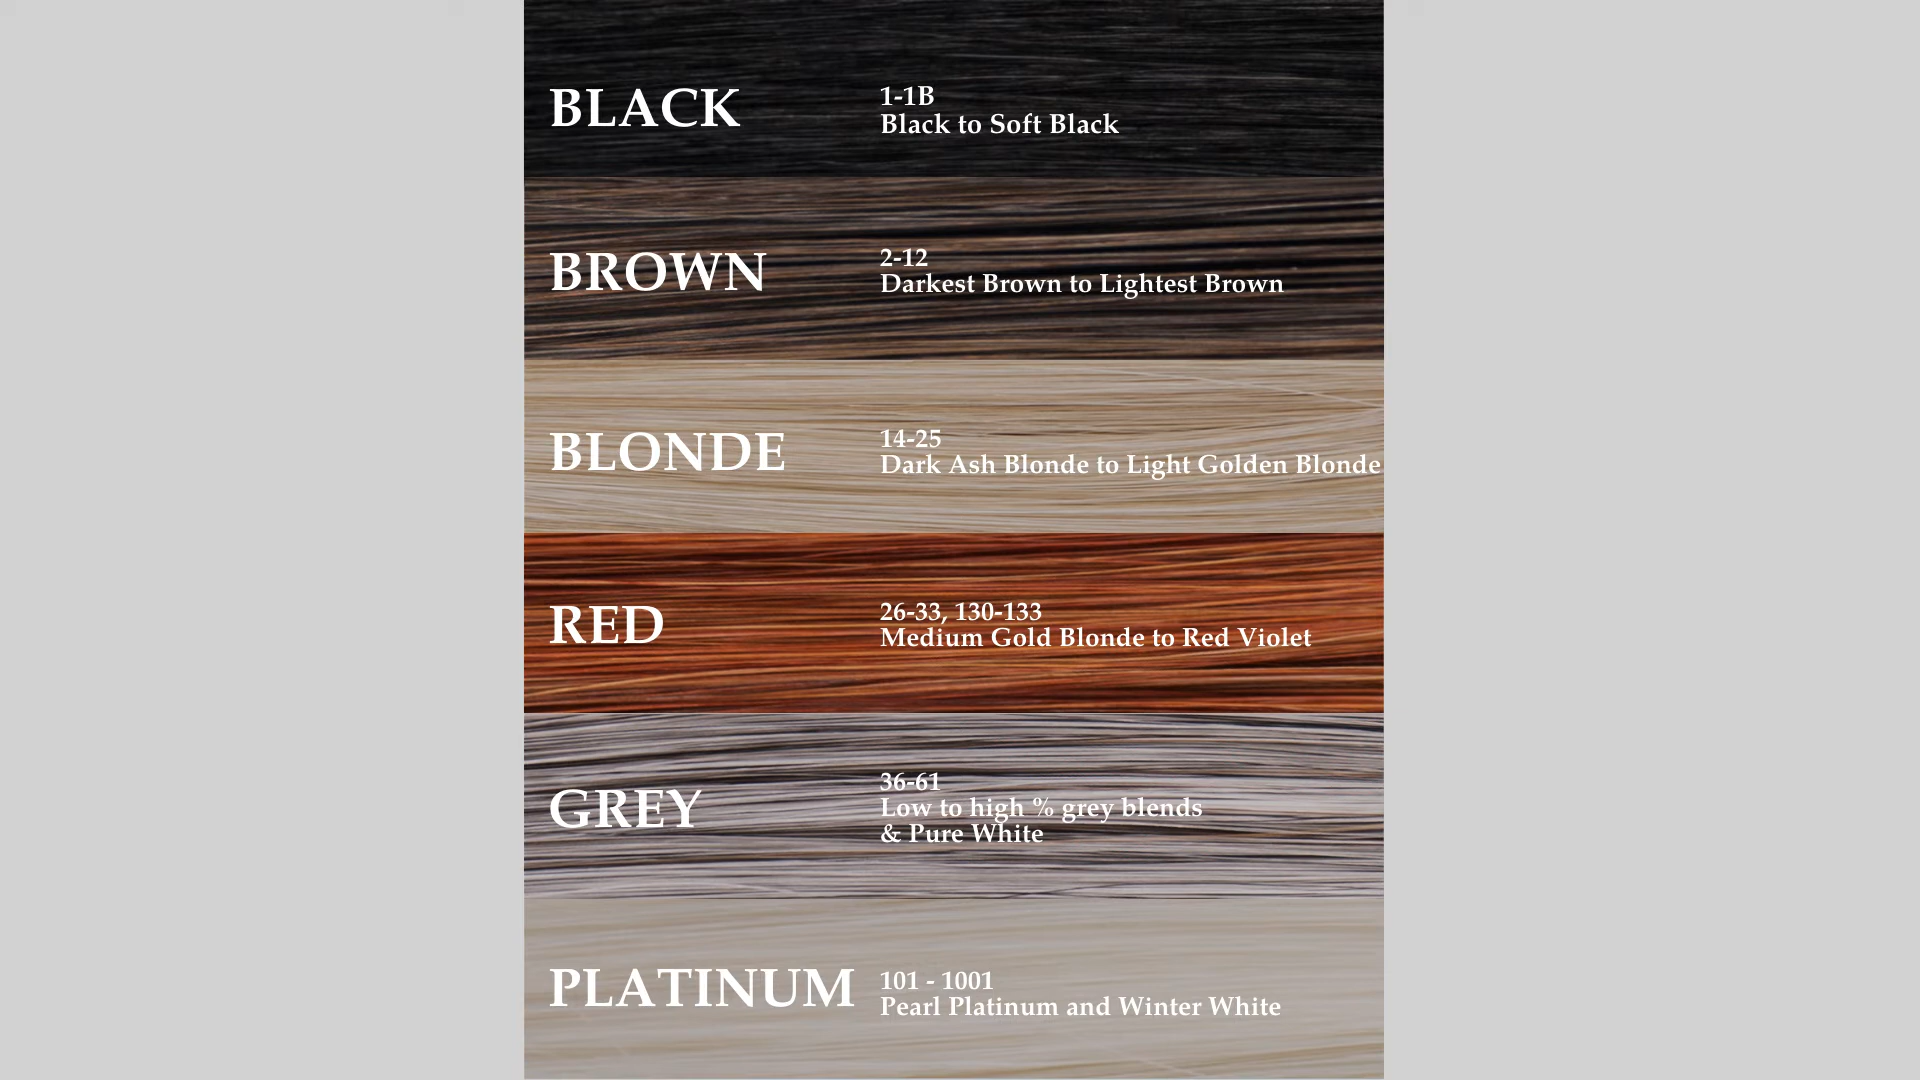 BLACK
1-1B
Black to Soft Black
BROWN
2-12
Darkest Brown to Lightest Brown
BLONDE
14-25
Dark Ash Blonde to Light Golden Blonde
RED
26-33, 130-133
Medium Gold Blonde to Red Violet
GREY
36-61
Low to high % grey blends
& Pure White
PLATINUM
101 - 1001
Pearl Platinum and Winter White